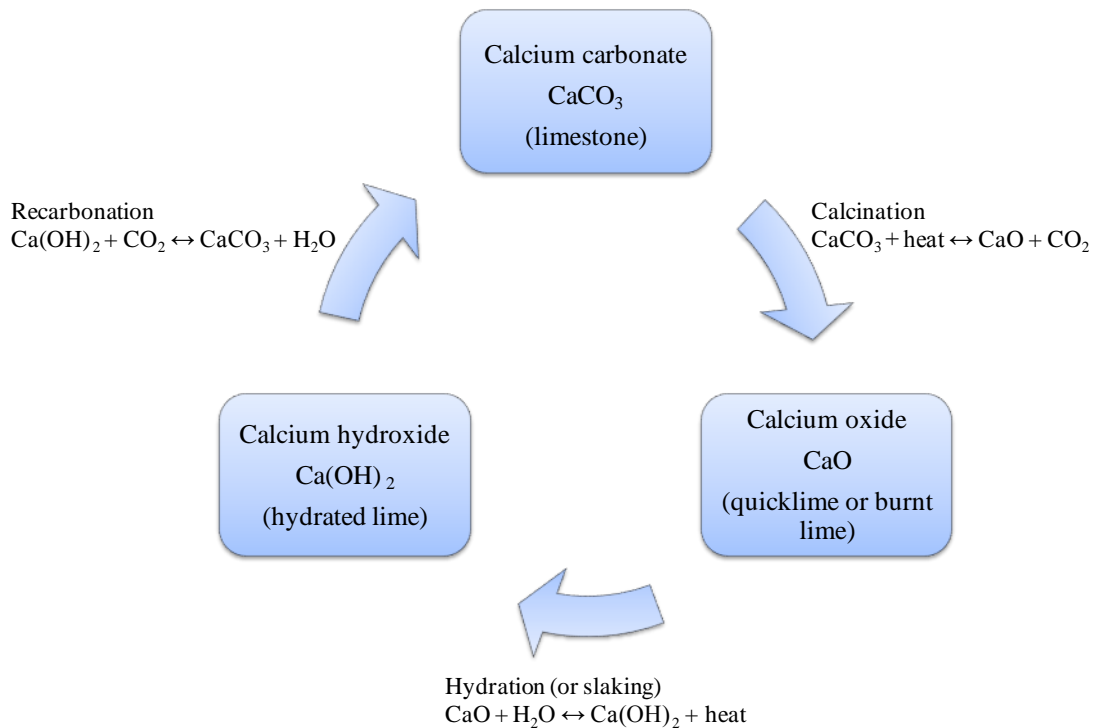 Calcium carbonate
CaCO₃
(limestone)
Recarbonation
Ca(OH)₂ + CO₂ ↔ CaCO₃ + H₂O
Calcination
CaCO₃ + heat ↔ CaO + CO₂
Calcium hydroxide
Ca(OH) ₂
(hydrated lime)
Calcium oxide
CaO
(quicklime or burnt
lime)
Hydration (or slaking)
CaO + H₂O ↔ Ca(OH)₂ + heat